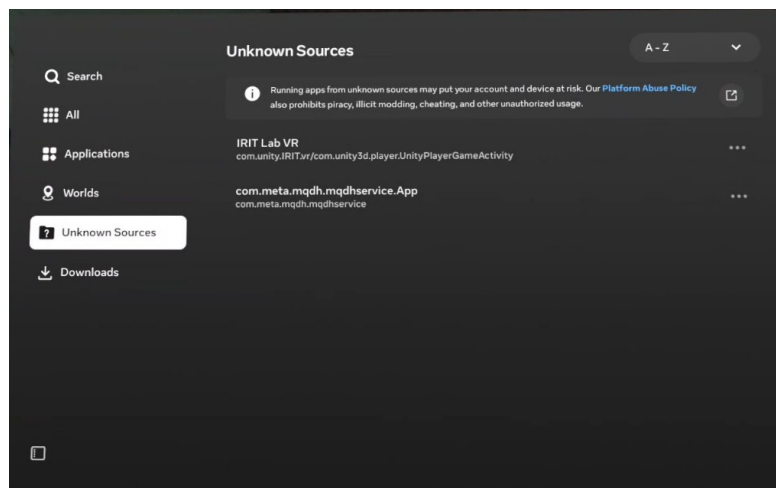 Unknown Sources
A - Z
Search
All
Applications
Worlds
Unknown Sources
Downloads
Running apps from unknown sources may put your account and device at risk. Our Platform Abuse Policy
also prohibits piracy, illicit modding, cheating, and other unauthorized usage.
IRIT Lab VR
com.unity.IRIT.vr/com.unity3d.player.UnityPlayerGameActivity
com.meta.mqdh.mqdhservice.App
com.meta.mqdh.mqdhservice